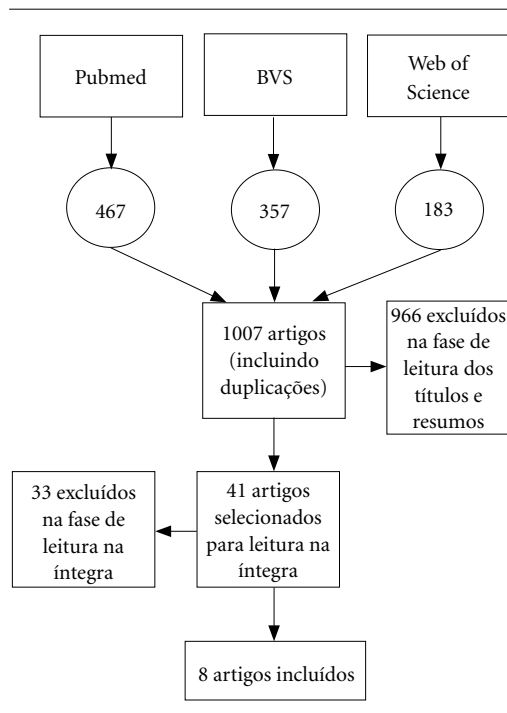 Pubmed
BVS
Web of
Science
467
357
183
1007 artigos
(incluindo
duplicações)
966 excluídos
na fase de
leitura dos
títulos e
resumos
33 excluídos
na fase de
leitura na
íntegra
41 artigos
selecionados
para leitura na
íntegra
8 artigos incluídos